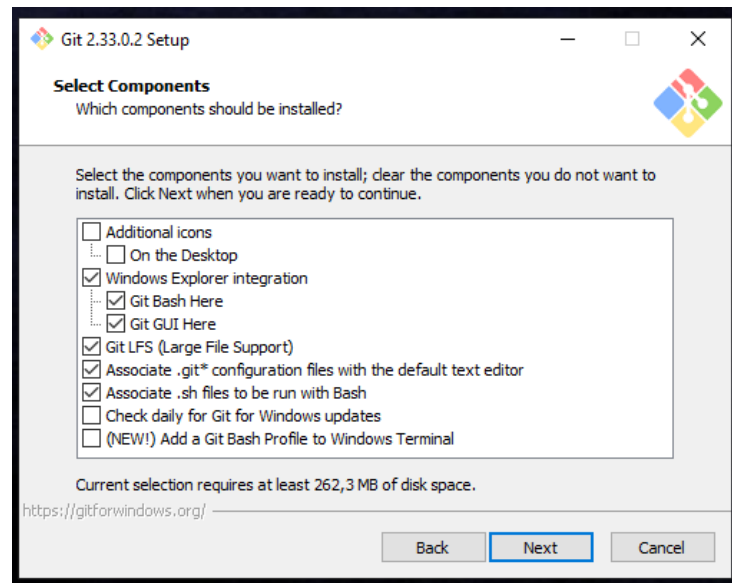 Git 2.33.0.2 Setup
Select Components
Which components should be installed?
Select the components you want to install; clear the components you do not want to
install. Click Next when you are ready to continue.
Additional icons
On the Desktop
Windows Explorer integration
Git Bash Here
Git GUI Here
Git LFS (Large File Support)
Associate .git* configuration files with the default text editor
Associate .sh files to be run with Bash
Check daily for Git for Windows updates
(NEW!) Add a Git Bash Profile to Windows Terminal
Current selection requires at least 262,3 MB of disk space.
https://gitforwindows.org/
Back Next Cancel